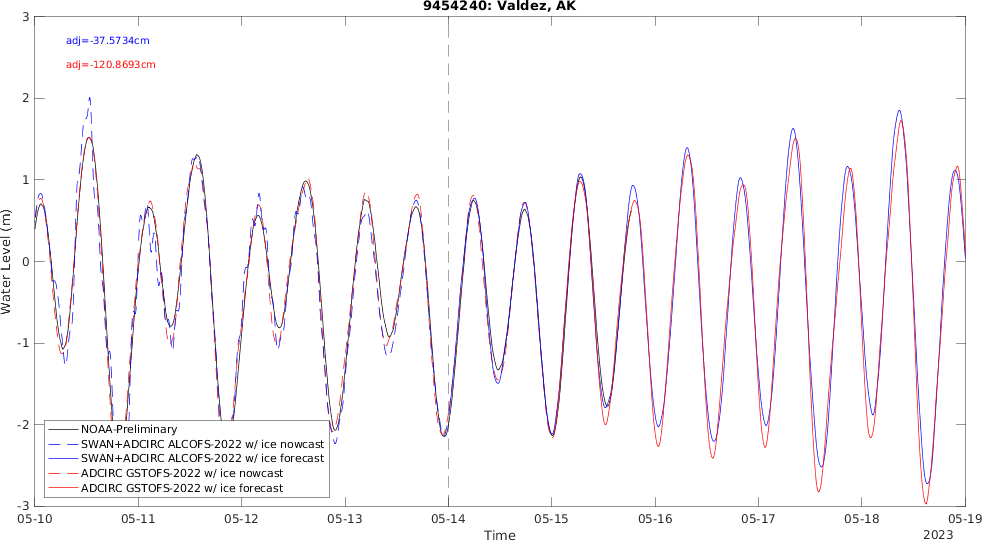 9454240: Valdez, AK
3
adj=-37.5734cm
adj=-120.8693cm
2
1
0
-1
-2
-3
Water Level (m)
NOAA-Preliminary
SWAN+ADCIRC ALCOFS-2022 w/ ice nowcast
SWAN+ADCIRC ALCOFS-2022 w/ ice forecast
ADCIRC GSTOFS-2022 w/ ice nowcast
ADCIRC GSTOFS-2022 w/ ice forecast
05-10 05-11 05-12 05-13 05-14 05-15 05-16 05-17 05-18 05-19
Time
2023